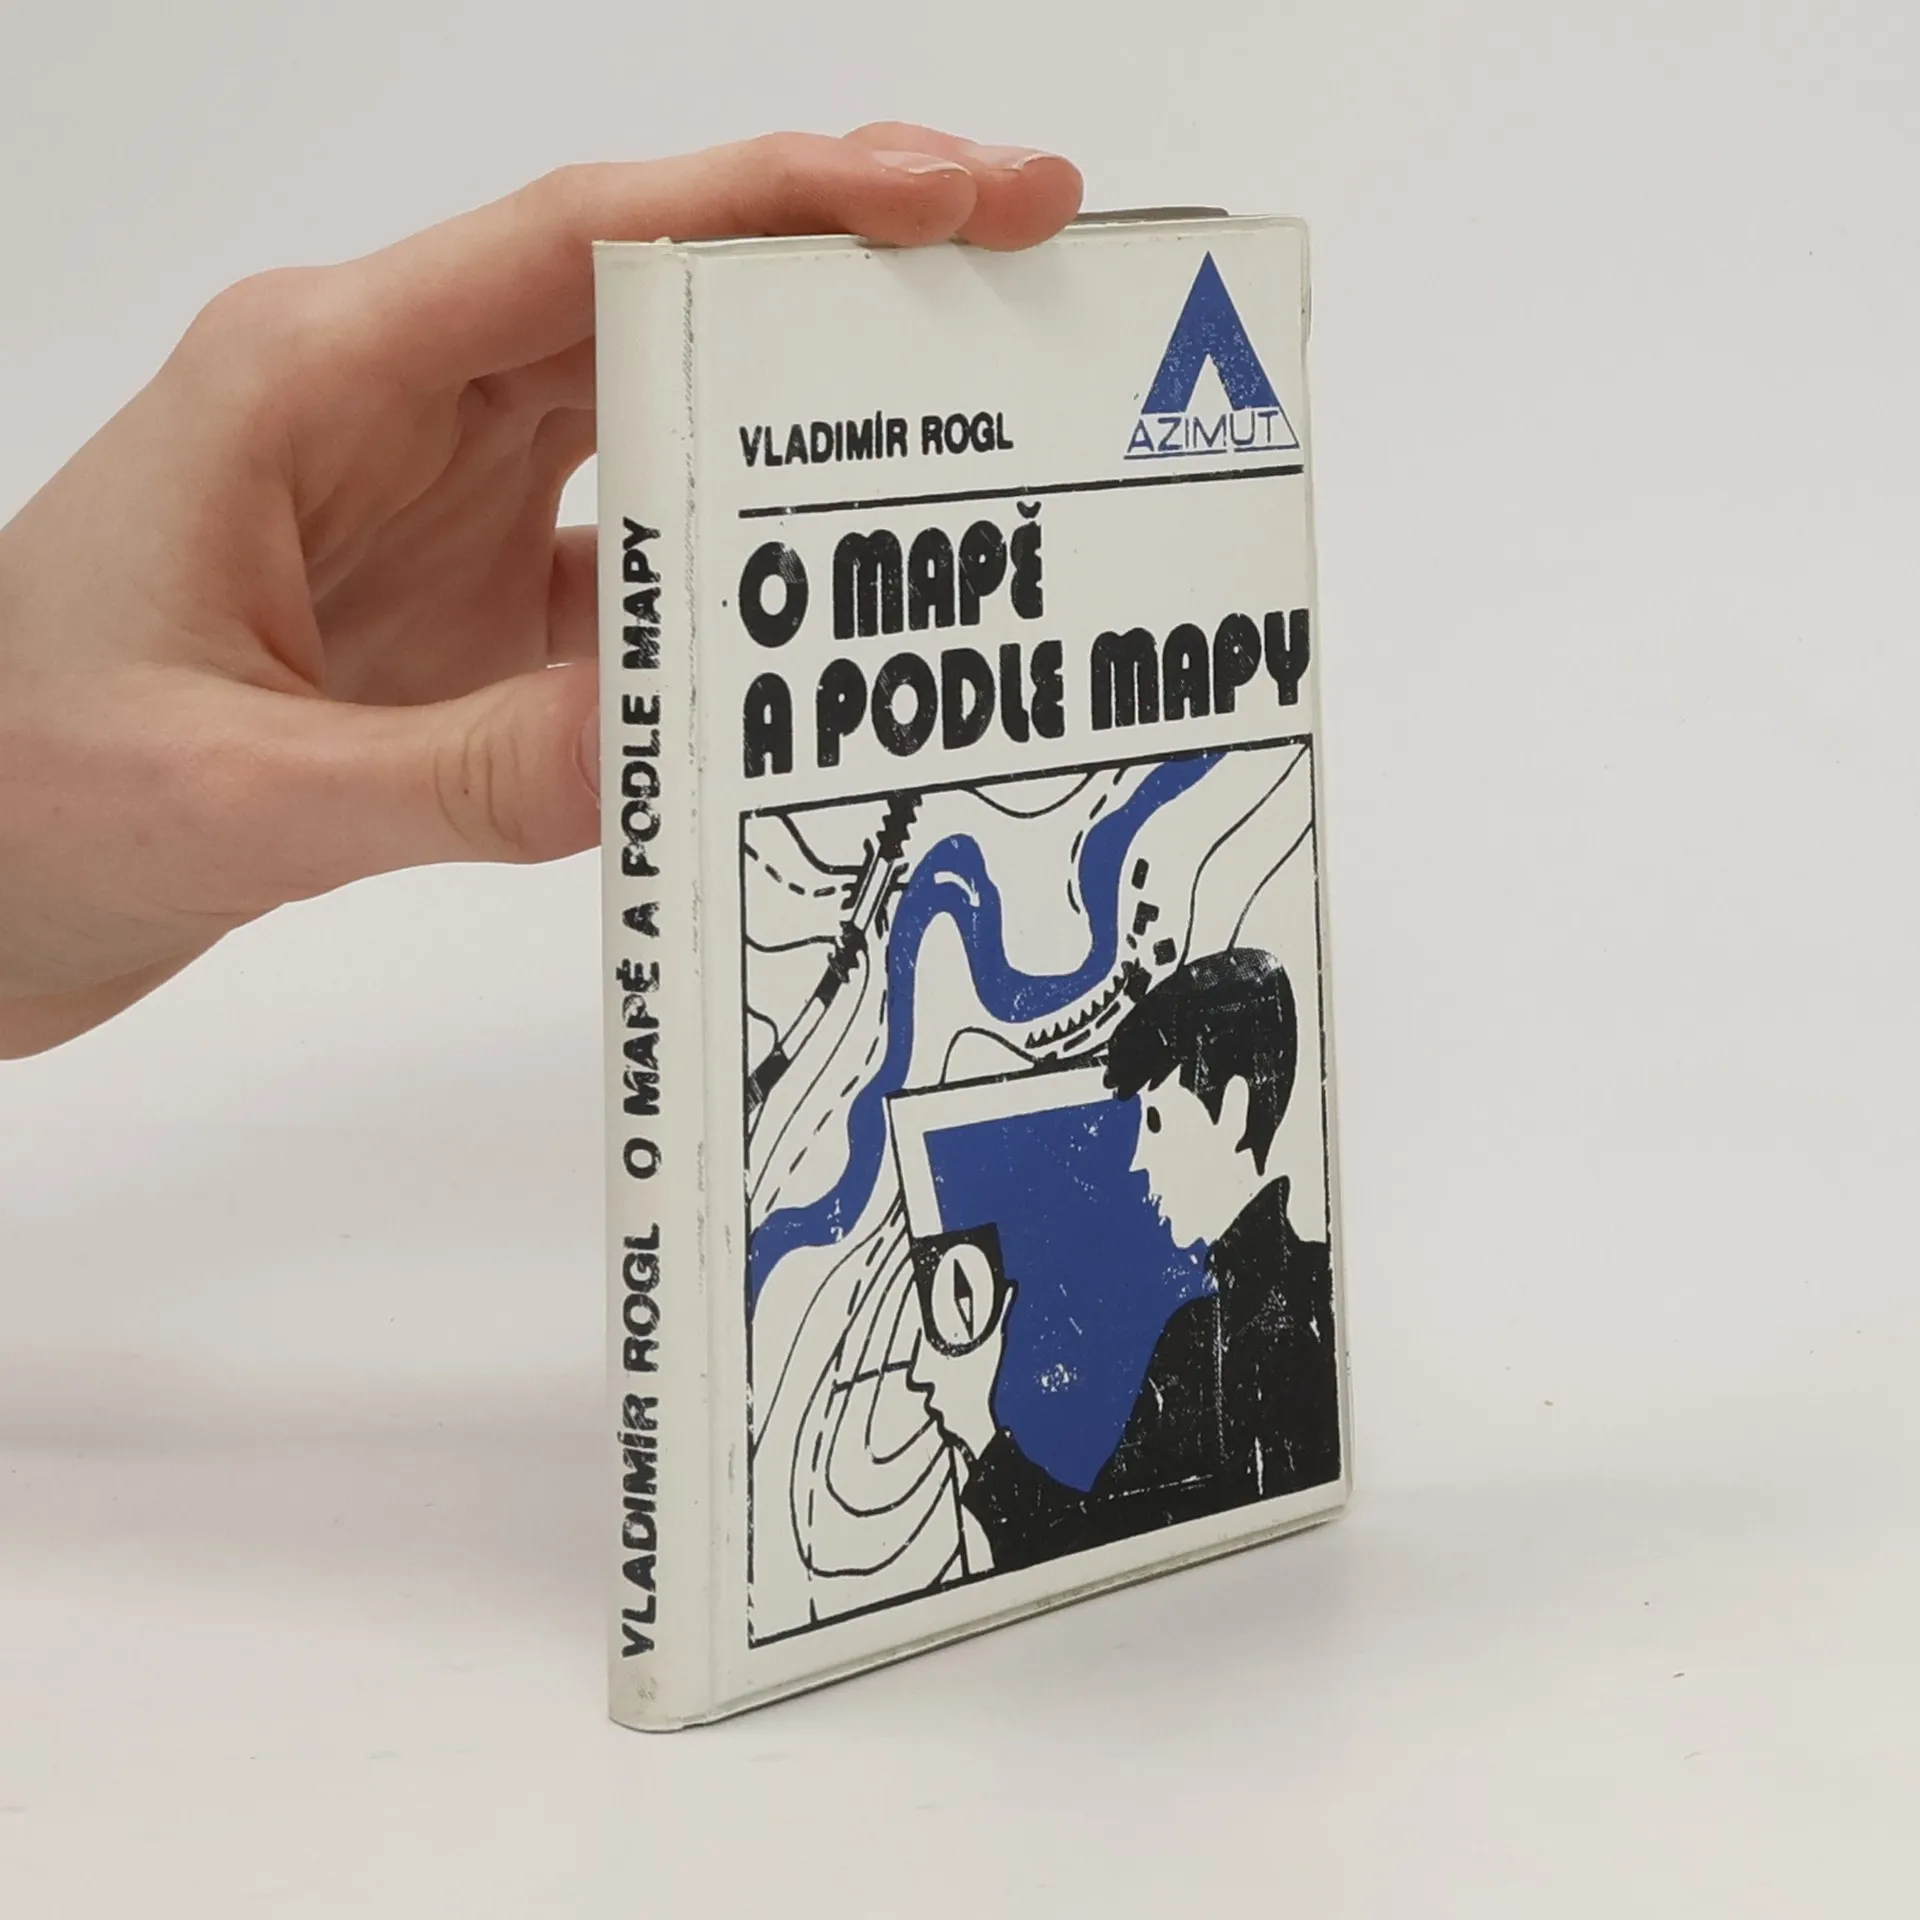 VLADIMÍR ROGL O MAPĚ A PODLE MAPY
AZIMUT
VLADIMÍR ROGL
O MAPĚ
A PODLE MAPY